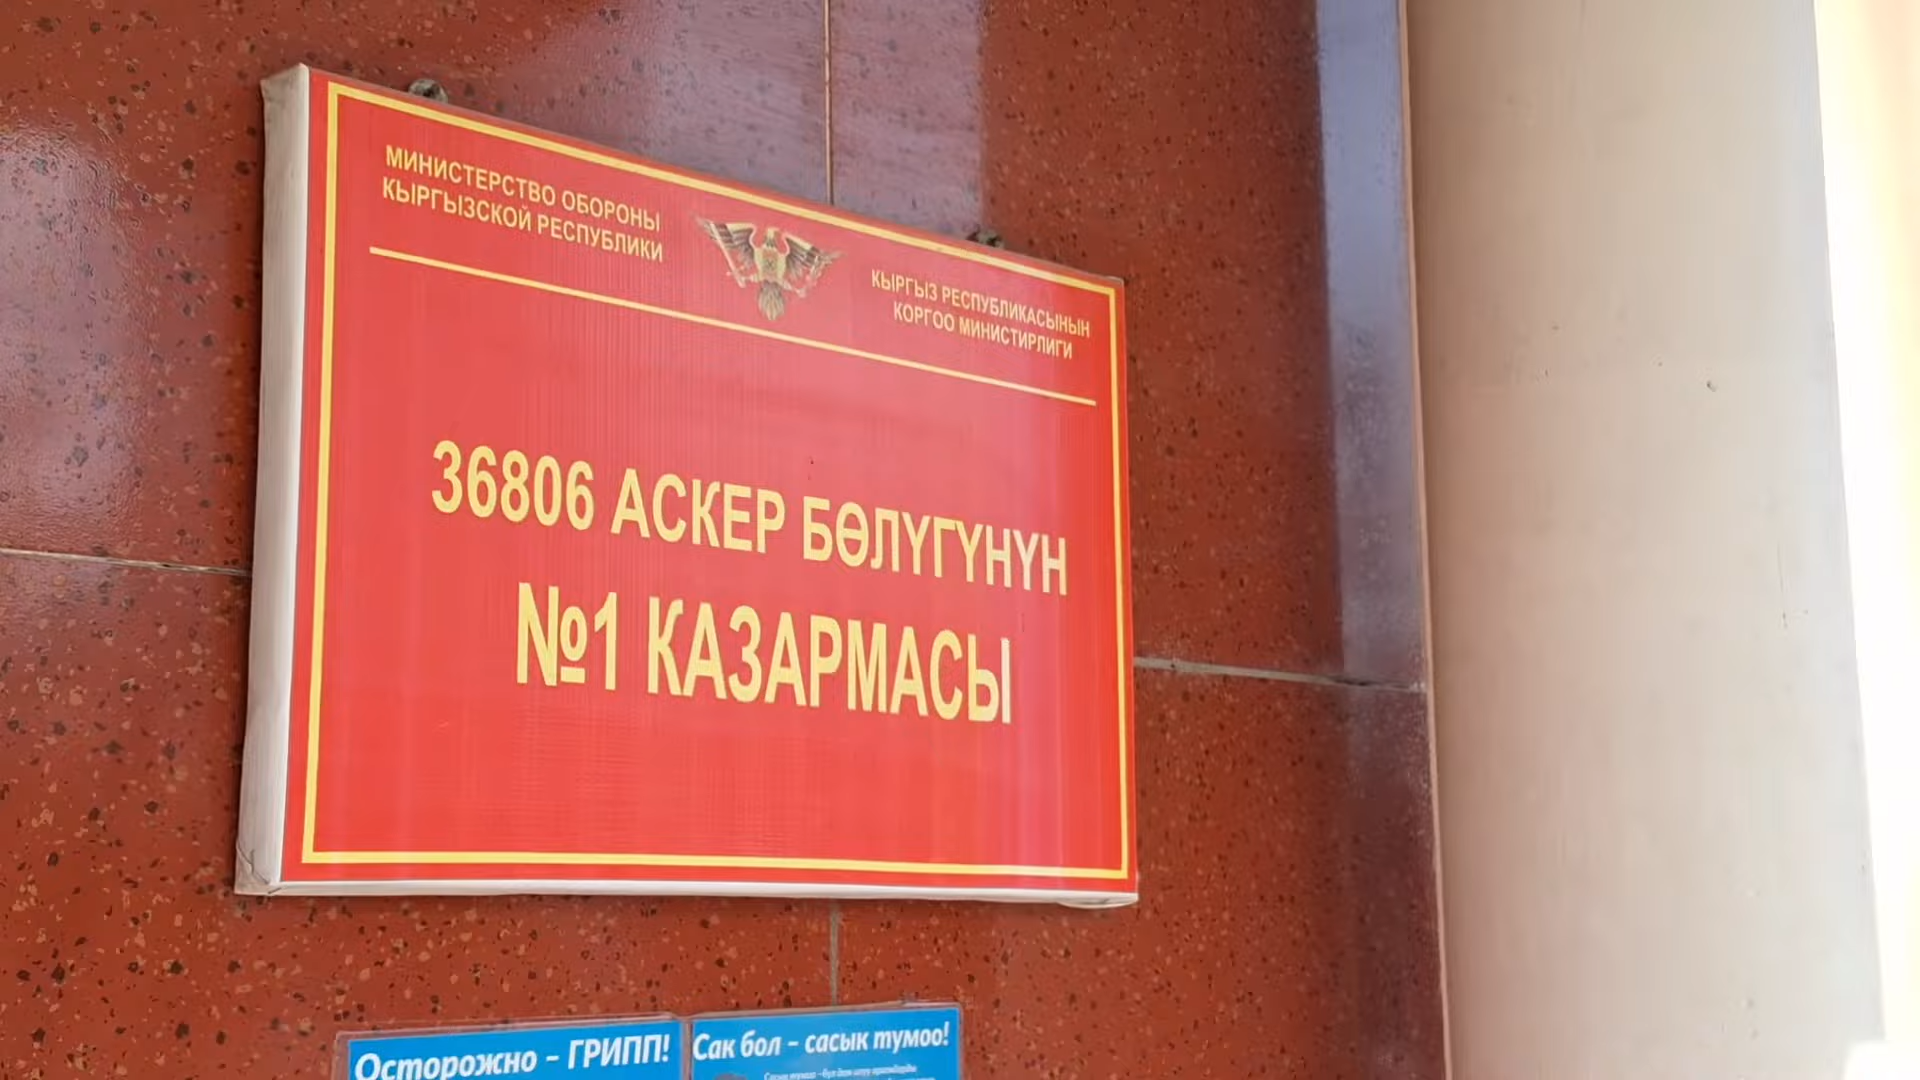 МИНИСТЕРСТВО ОБОРОНЫ
КЫРГЫЗСКОЙ РЕСПУБЛИКИ
КЫРГЫЗ РЕСПУБЛИКАСЫНЫН
КОРГОО МИНИСТИРЛИГИ
36806 АСКЕР БӨЛҮГҮНҮН
№1 КАЗАРМАСЫ
Осторожно - ГРИПП!
Сак бол - сасык тумоо!